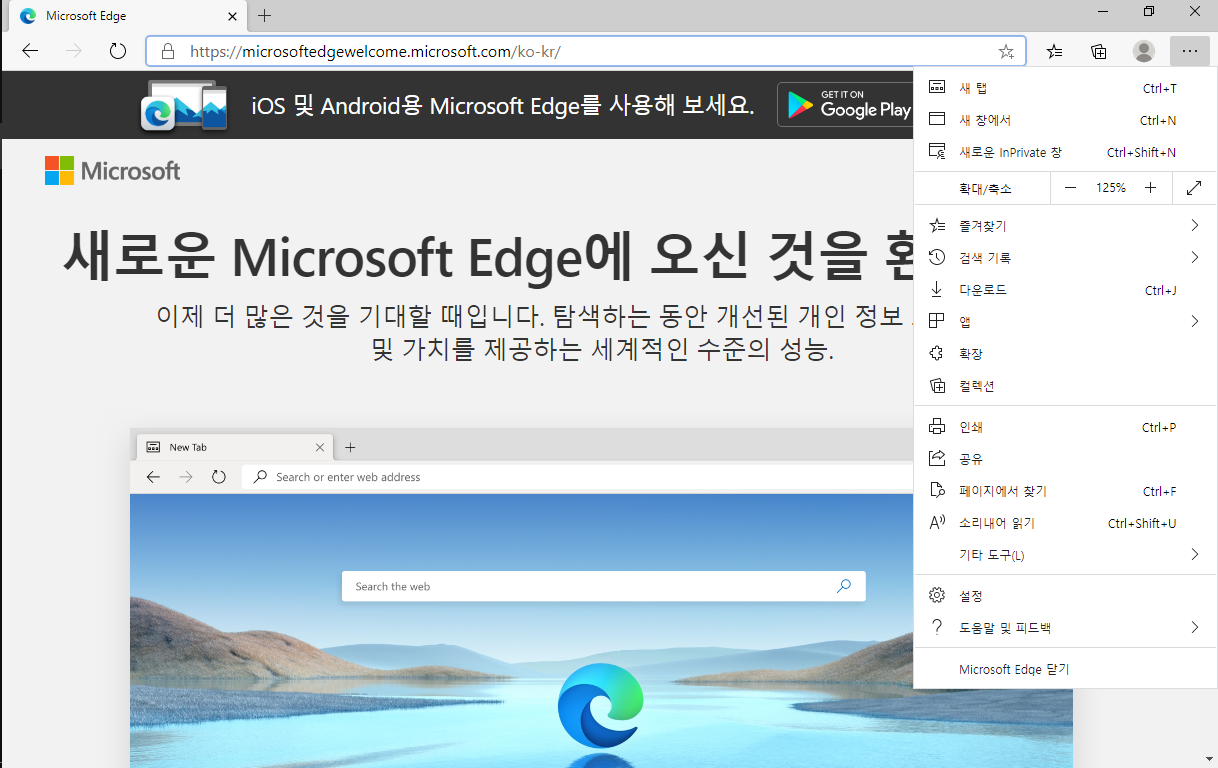 Microsoft Edge
https://microsoftedgewelcome.microsoft.com/ko-kr/
iOS 및 Android용 Microsoft Edge를 사용해 보세요.
GET IT ON
Google Play
Microsoft
새로운 Microsoft Edge에 오신 것을
이제 더 많은 것을 기대할 때입니다. 탐색하는 동안 개선된 개인 정보
및 가치를 제공하는 세계적인 수준의 성능.
New Tab
Search or enter web address
Search the web
새 탭 Ctrl+T
새 창에서 Ctrl+N
새로운 InPrivate 창 Ctrl+Shift+N
확대/축소 125%
즐겨찾기
검색 기록
다운로드 Ctrl+J
앱
확장
컬렉션
인쇄 Ctrl+P
공유
페이지에서 찾기 Ctrl+F
소리내어 읽기 Ctrl+Shift+U
기타 도구(L)
설정
도움말 및 피드백
Microsoft Edge 닫기